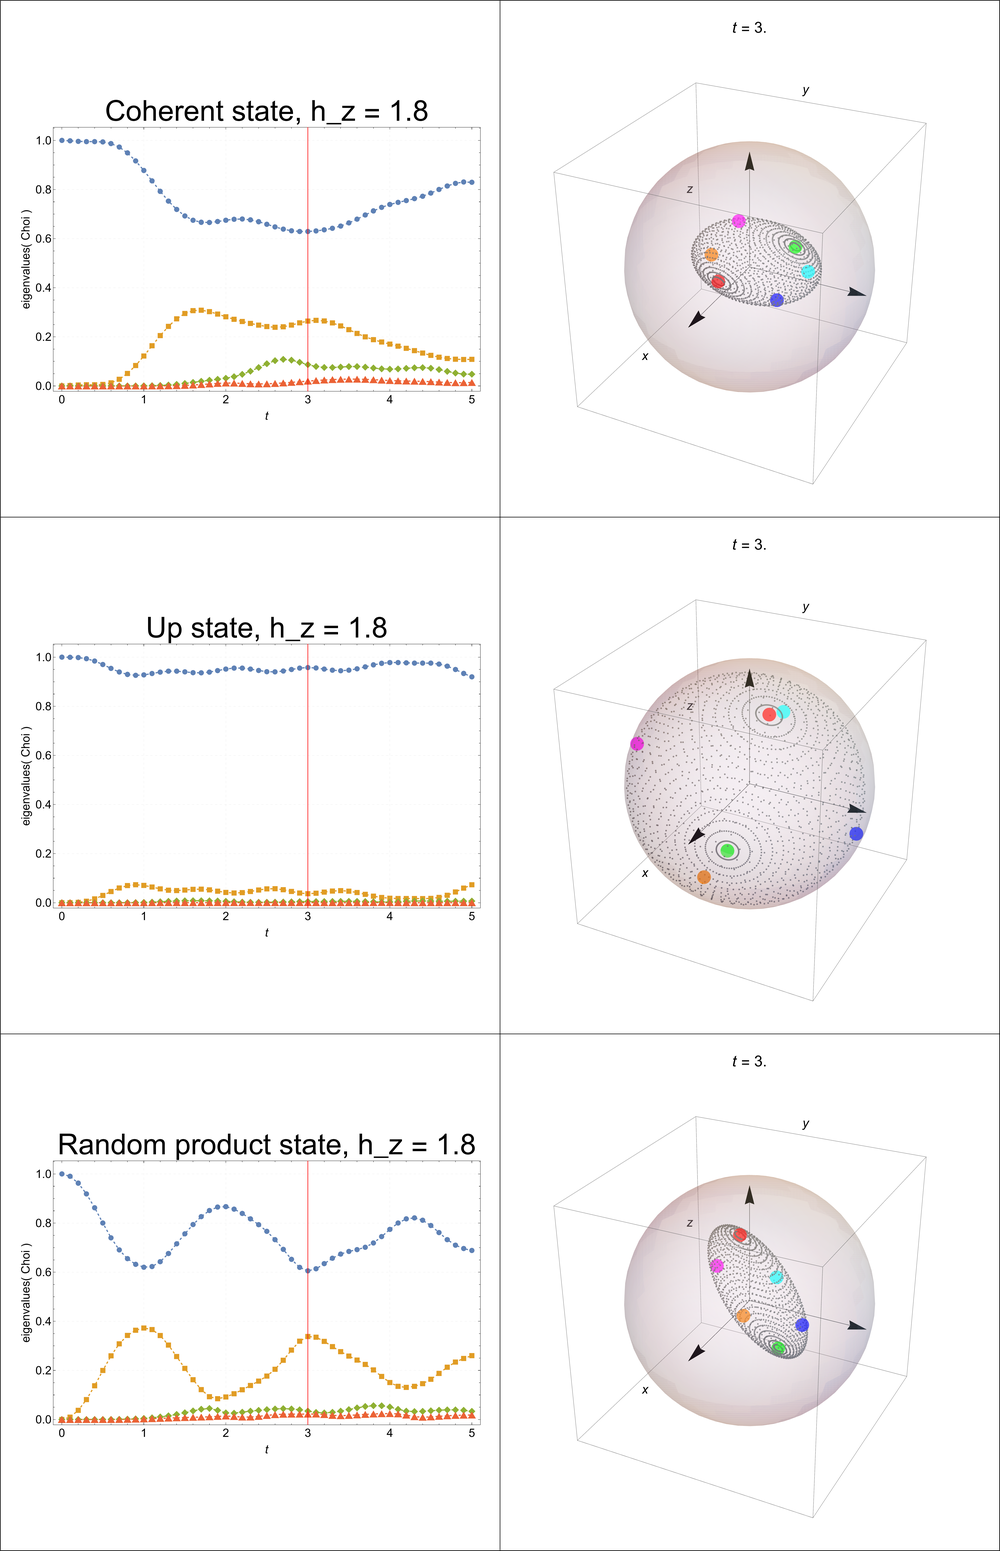 Coherent state, h_z = 1.8
eigenvalues( Choi )
1.0
0.8
0.6
0.4
0.2
0.0
0 1 2 3 4 5
t
t = 3.
y
z
x
Up state, h_z = 1.8
eigenvalues( Choi )
1.0
0.8
0.6
0.4
0.2
0.0
0 1 2 3 4 5
t
t = 3.
y
z
x
Random product state, h_z = 1.8
eigenvalues( Choi )
1.0
0.8
0.6
0.4
0.2
0.0
0 1 2 3 4 5
t
t = 3.
y
z
x